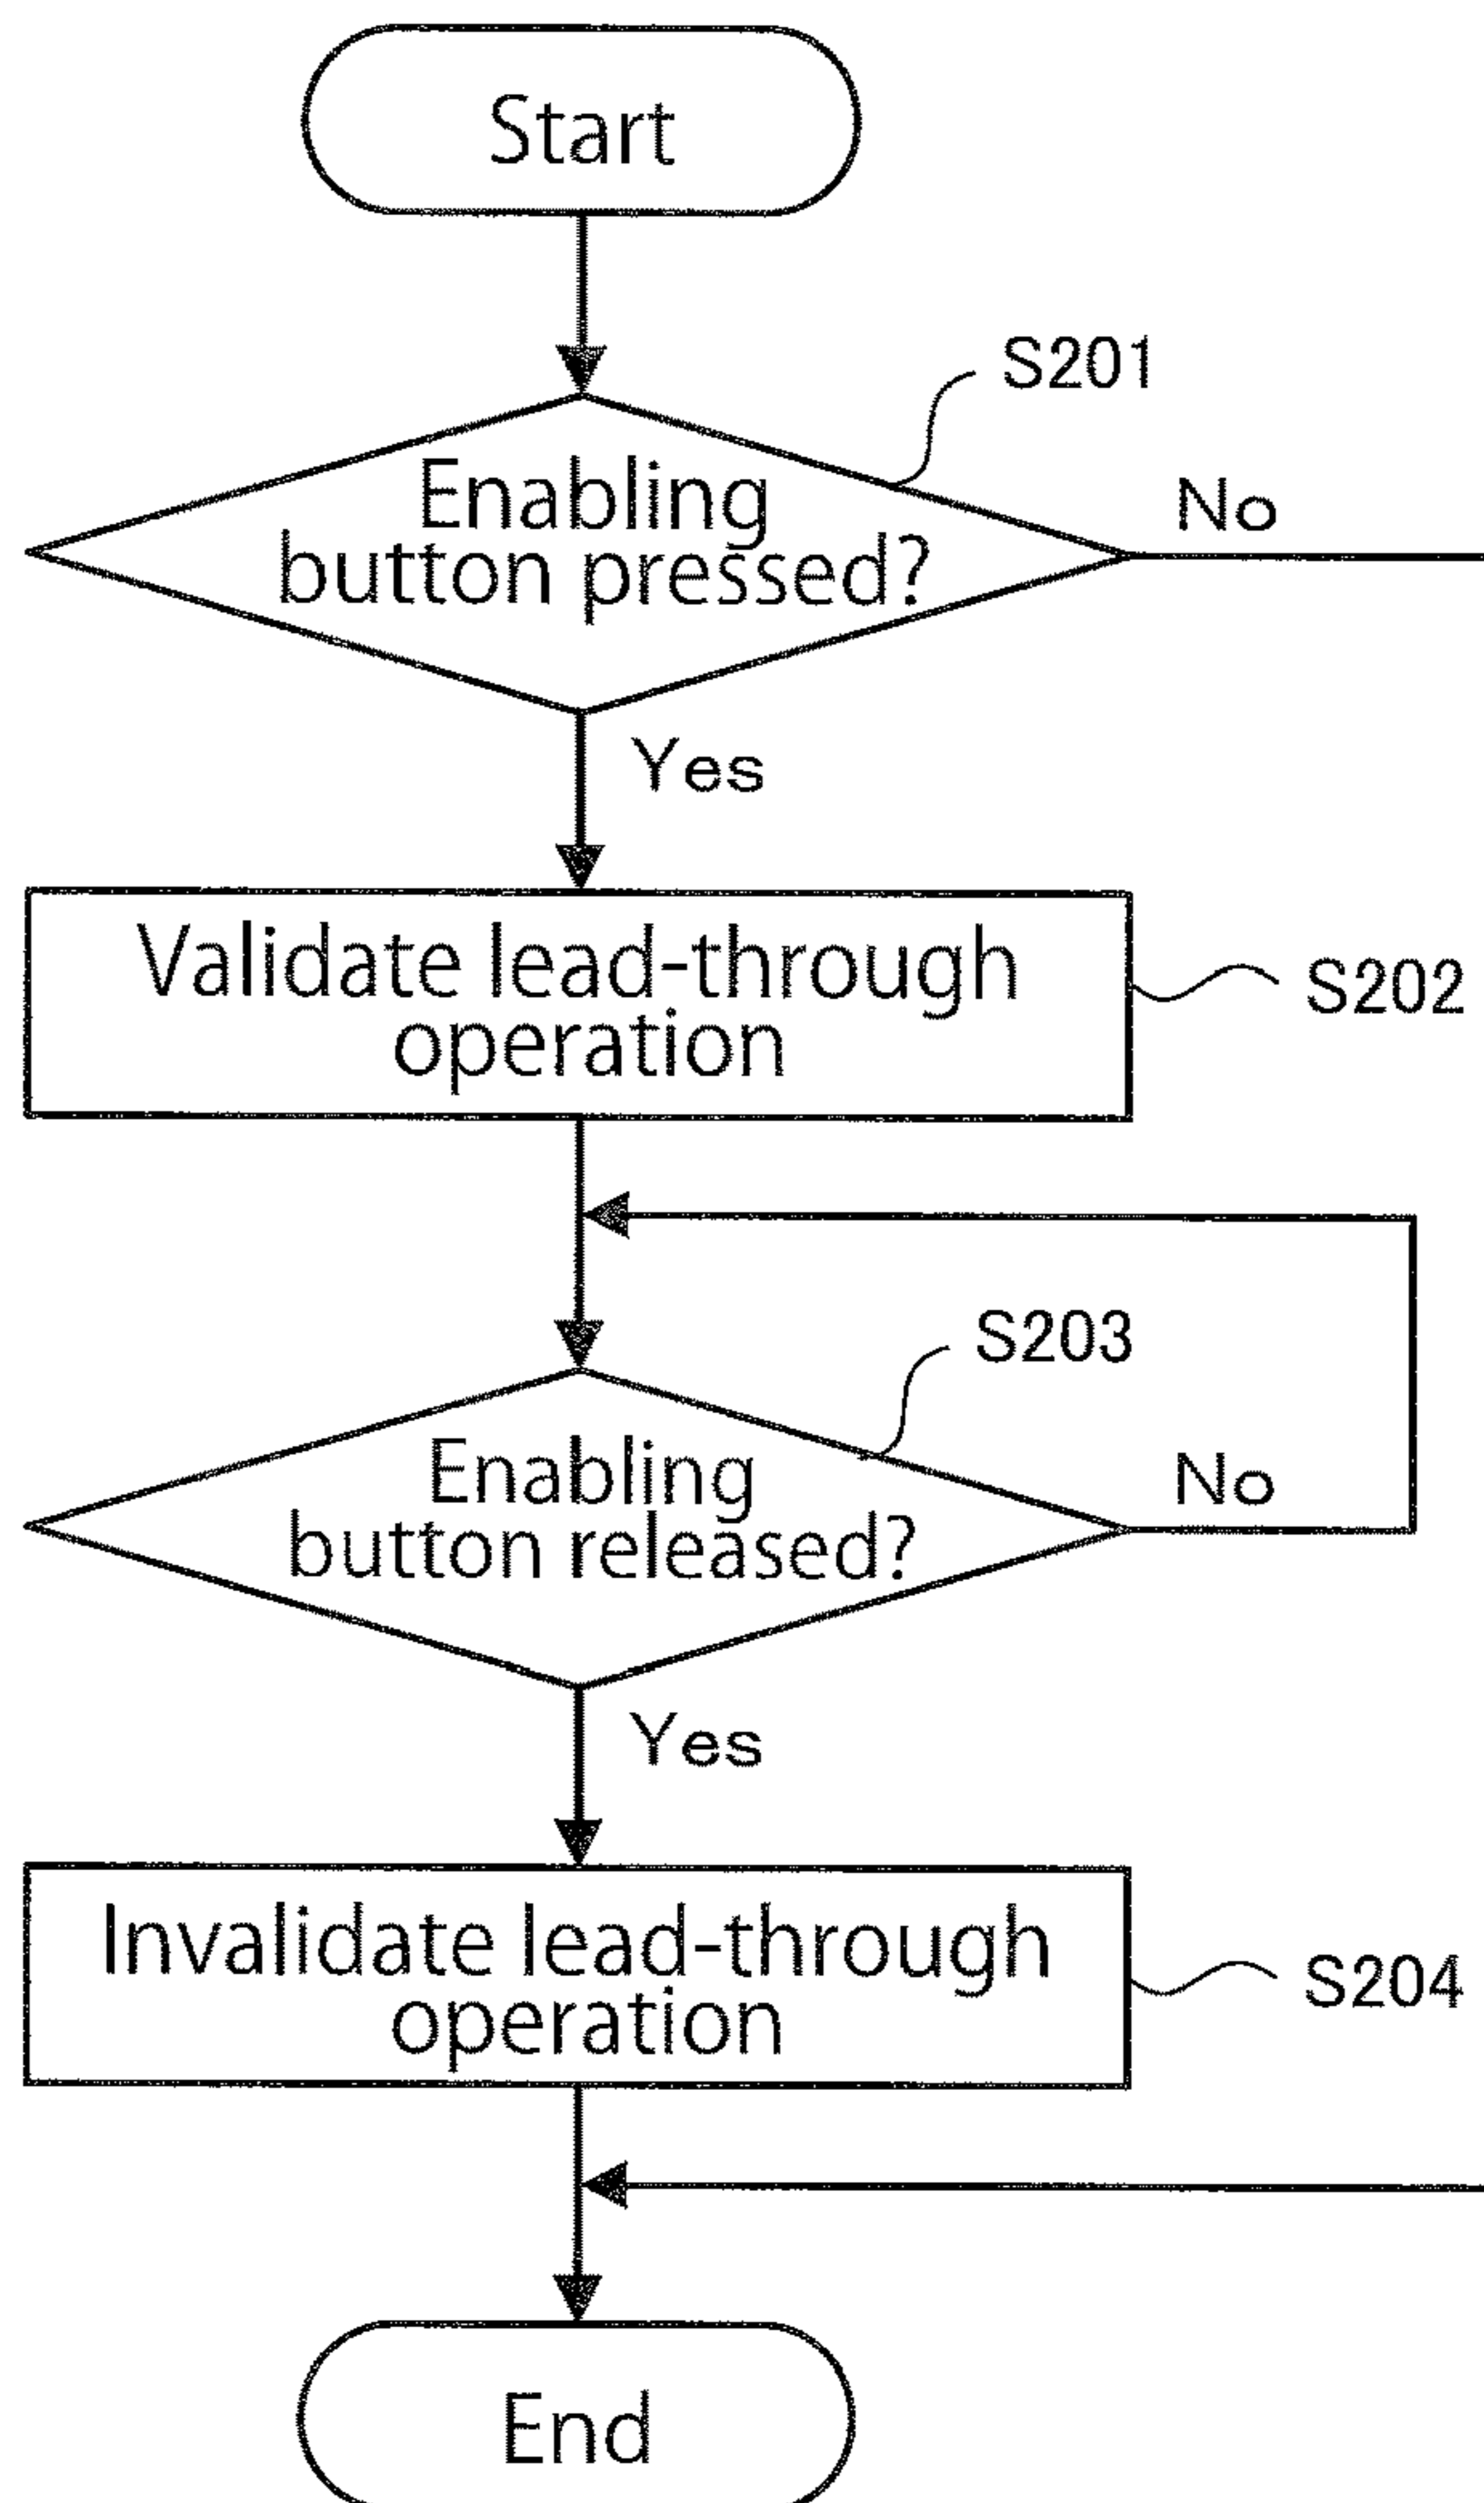 Start
S201
Enabling
button pressed?
No
Yes
Validate lead-through
operation
S202
S203
Enabling
button released?
No
Yes
Invalidate lead-through
operation
S204
End